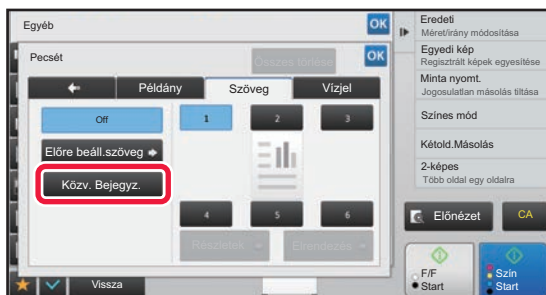 Egyéb
OK
Pecsét
Összes törlése
OK
Példány
Szöveg
Vízjel
Off
Előre beáll.szöveg
Közv. Bejegyz.
1
2
3
4
5
6
Részletek
Elrendezés
Vissza
Eredeti
Méret/irány módosítása
Egyedi kép
Regisztrált képek egyesítése
Minta nyomt.
Jogosulatlan másolás tiltása
Színes mód
Kétold.Másolás
2-képes
Több oldal egy oldalra
Előnézet
CA
F/F
Start
Szín
Start